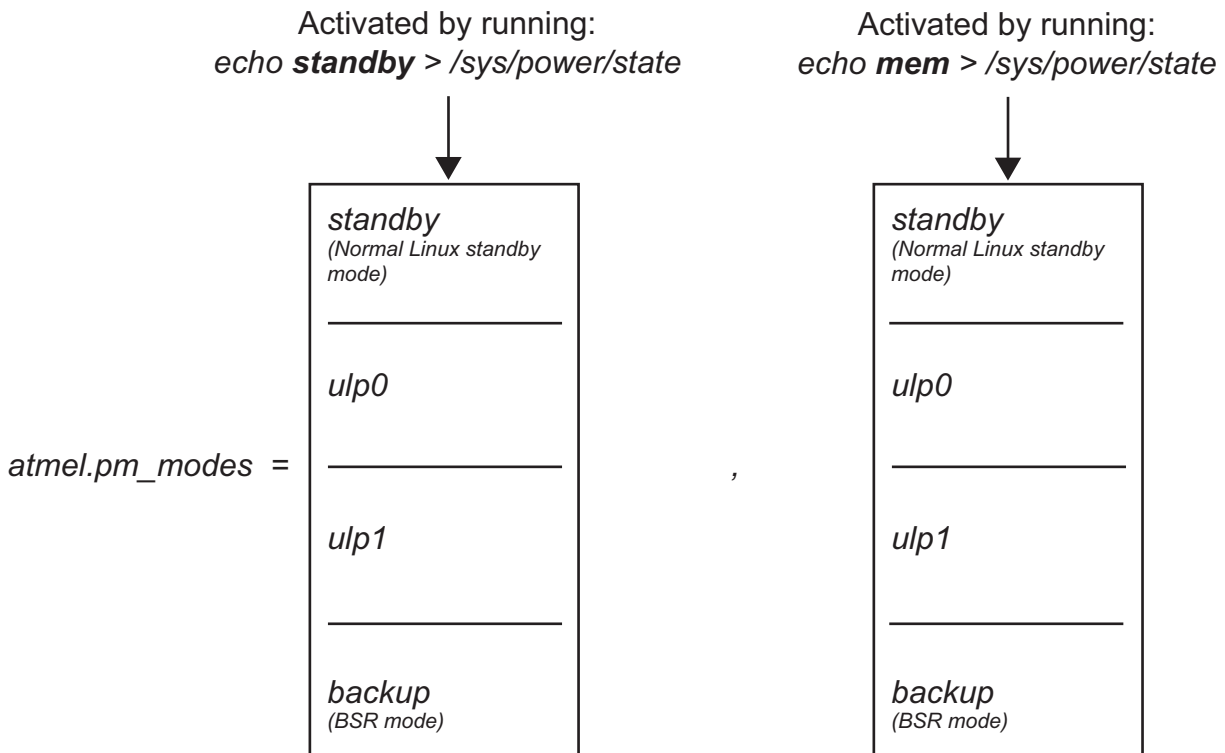 Activated by running:
echo standby > /sys/power/state
Activated by running:
echo mem > /sys/power/state
standby
(Normal Linux standby
mode)
ulp0
ulp1
backup
(BSR mode)
atmel.pm_modes =
,
standby
(Normal Linux standby
mode)
ulp0
ulp1
backup
(BSR mode)